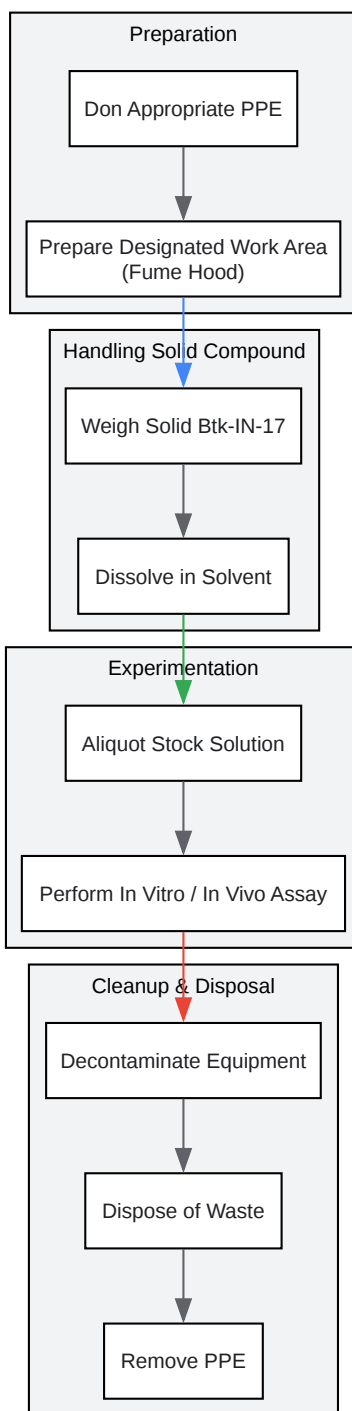 Preparation
Don Appropriate PPE
Prepare Designated Work Area
(Fume Hood)
Handling Solid Compound
Weigh Solid Btk-IN-17
Dissolve in Solvent
Experimentation
Aliquot Stock Solution
Perform In Vitro / In Vivo Assay
Cleanup & Disposal
Decontaminate Equipment
Dispose of Waste
Remove PPE